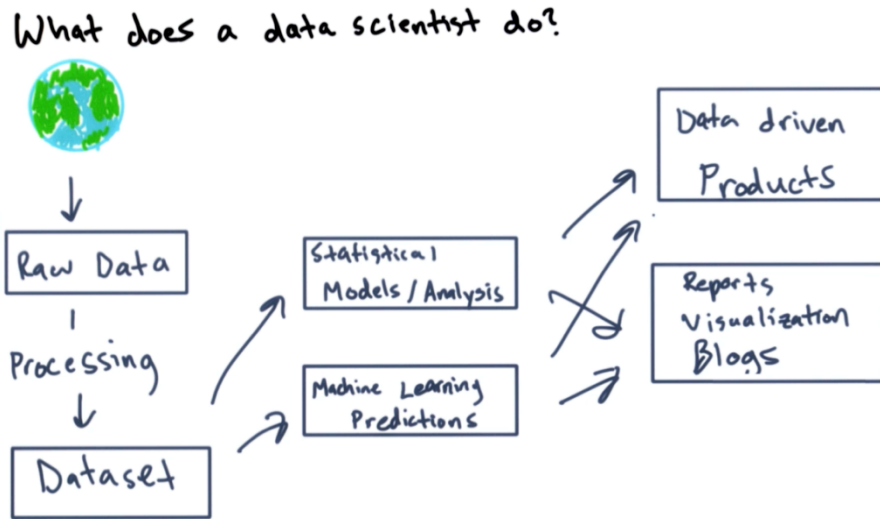 What does a data scientist do?
Raw Data
Processing
Dataset
Statistical
Models/Analysis
Machine Learning
Predictions
Data driven
Products
Reports
Visualization
Blogs